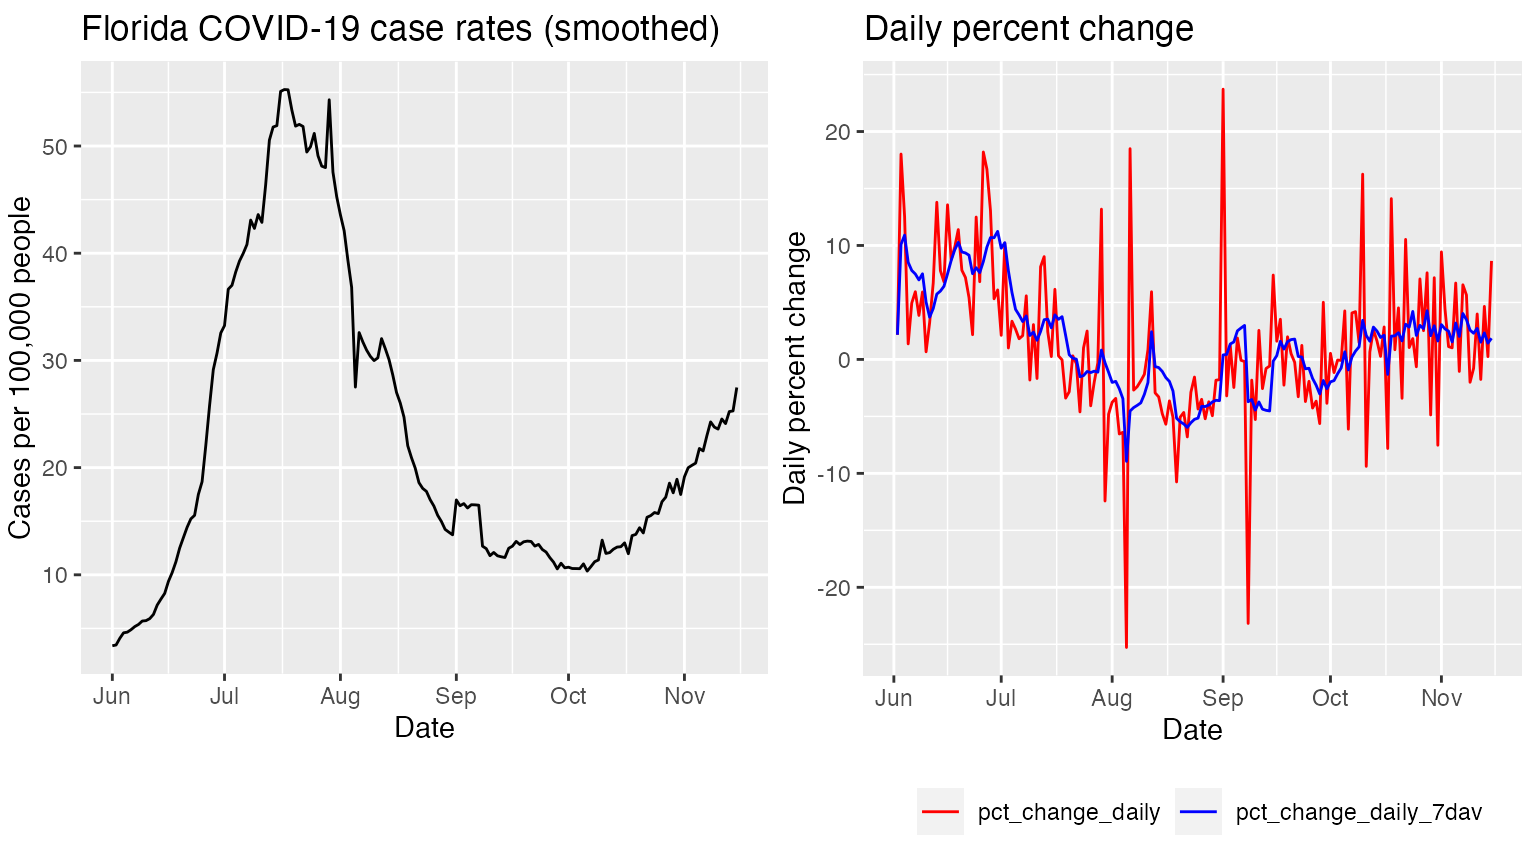 Florida COVID-19 case rates (smoothed)
Cases per 100,000 people
50
40
30
20
10
Jun Jul Aug Sep Oct Nov
Date
Daily percent change
Daily percent change
20
10
0
-10
-20
Jun Jul Aug Sep Oct Nov
Date
pct_change_daily pct_change_daily_7dav